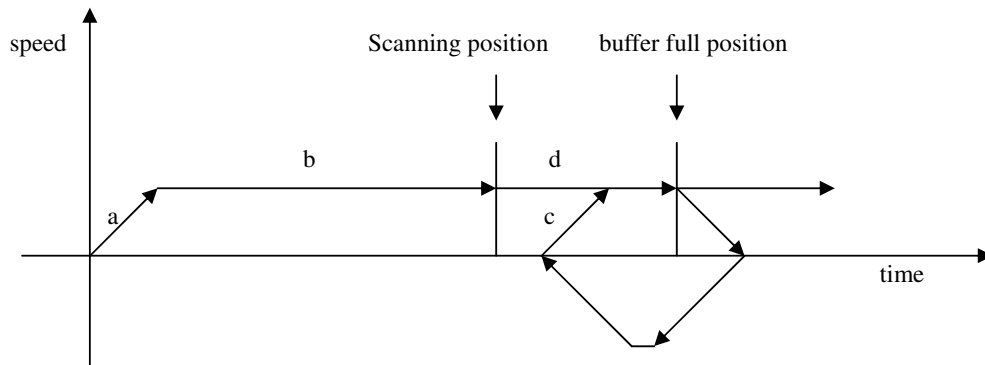 speed
Scanning position
buffer full position
b
d
a
c
time